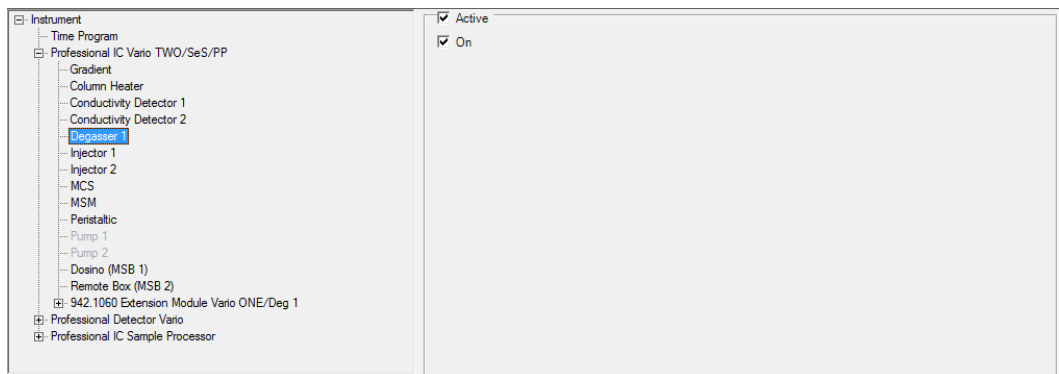 Instrument
Time Program
Professional IC Vario TWO/SeS/PP
Gradient
Column Heater
Conductivity Detector 1
Conductivity Detector 2
Degasser 1
Injector 1
Injector 2
MCS
MSM
Peristaltic
Pump 1
Pump 2
Dosino (MSB 1)
Remote Box (MSB 2)
942.1060 Extension Module Vario ONE/Deg 1
Professional Detector Vario
Professional IC Sample Processor
Active
On